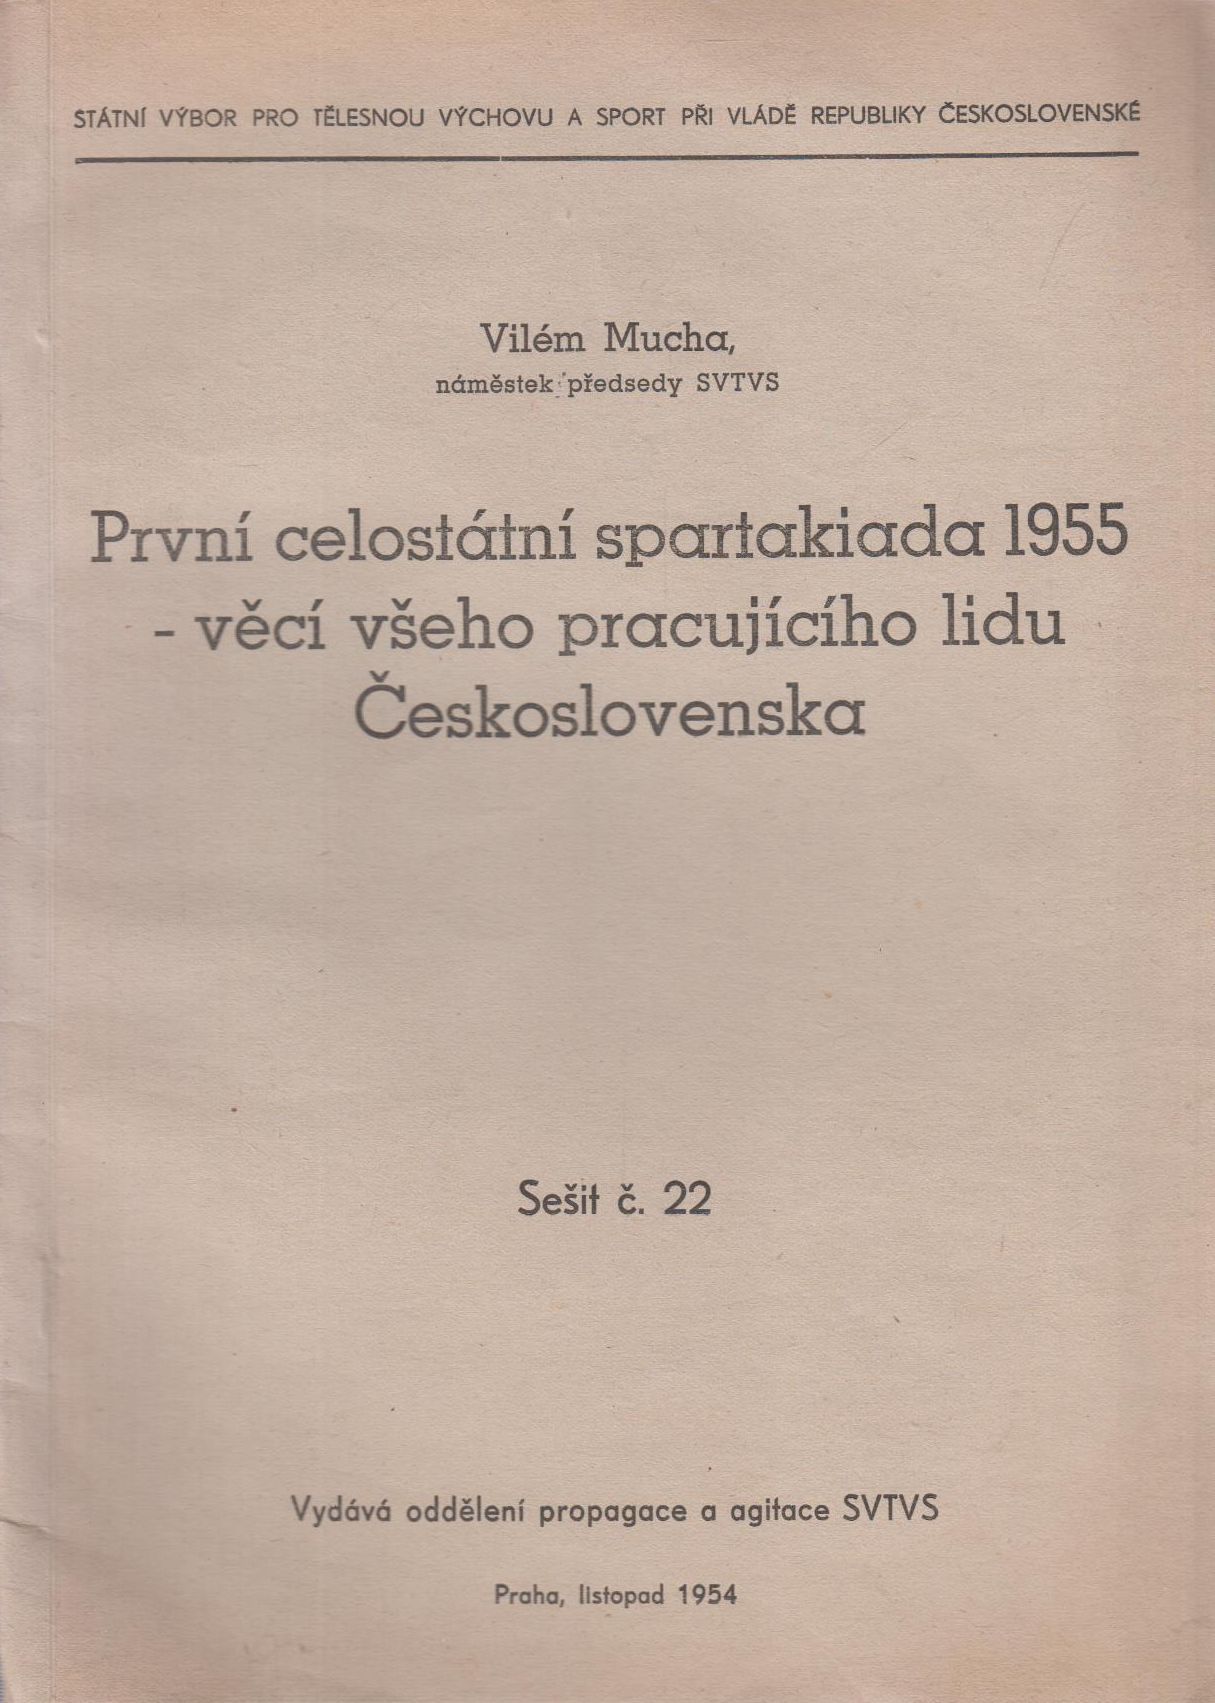 STÁTNÍ VÝBOR PRO TĚLESNOU VÝCHOVU A SPORT PŘI VLÁDĚ REPUBLIKY ČESKOSLOVENSKÉ
Vilém Mucha,
náměstek předsedy SVTVS
První celostátní spartakiada 1955
- věcí všeho pracujícího lidu
Československa
Sešit č. 22
Vydává oddělení propagace a agitace SVTVS
Praha, listopad 1954